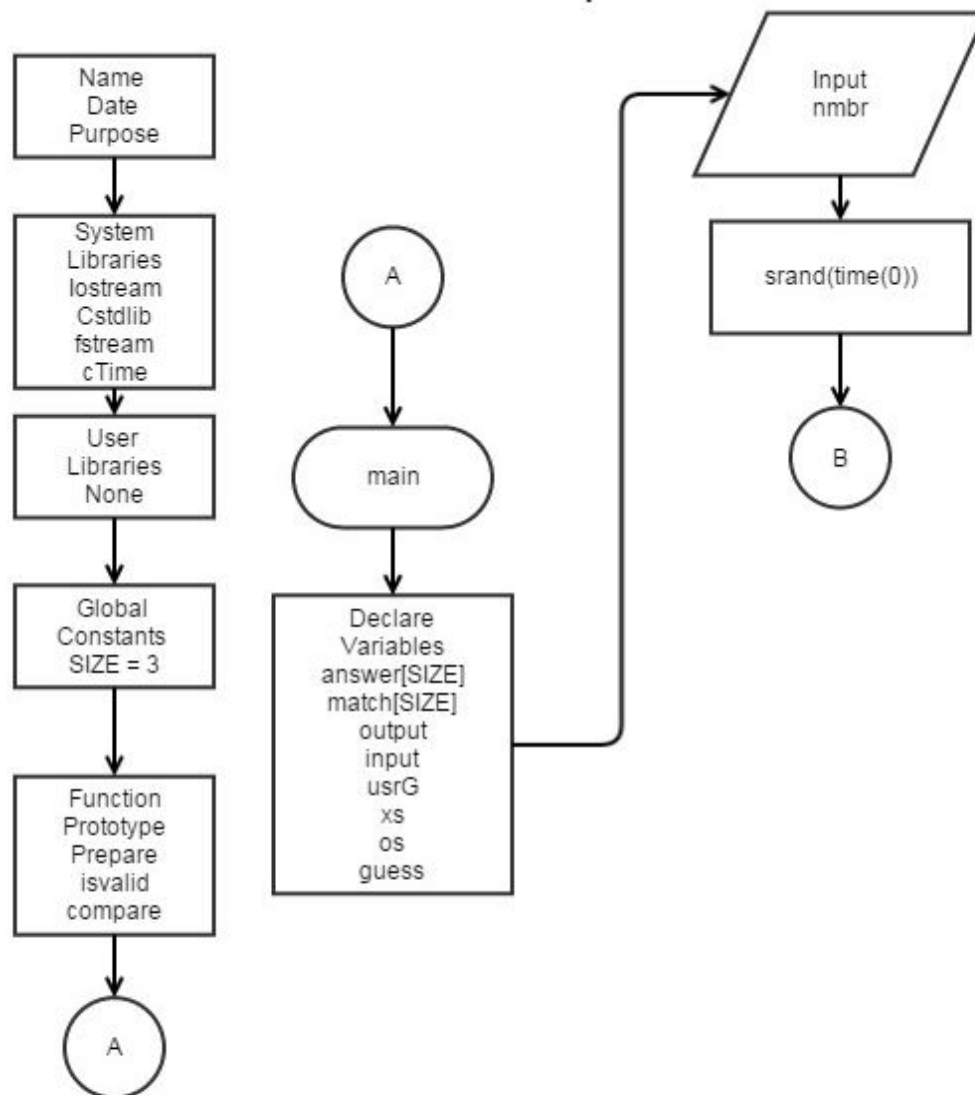 Name
Date
Purpose
System
Libraries
Iostream
Cstdlib
fstream
cTime
User
Libraries
None
Global
Constants
SIZE = 3
Function
Prototype
Prepare
isvalid
compare
A
A
main
Declare
Variables
answer[SIZE]
match[SIZE]
output
input
usrG
xs
os
guess
Input
nmbr
srand(time(0))
B